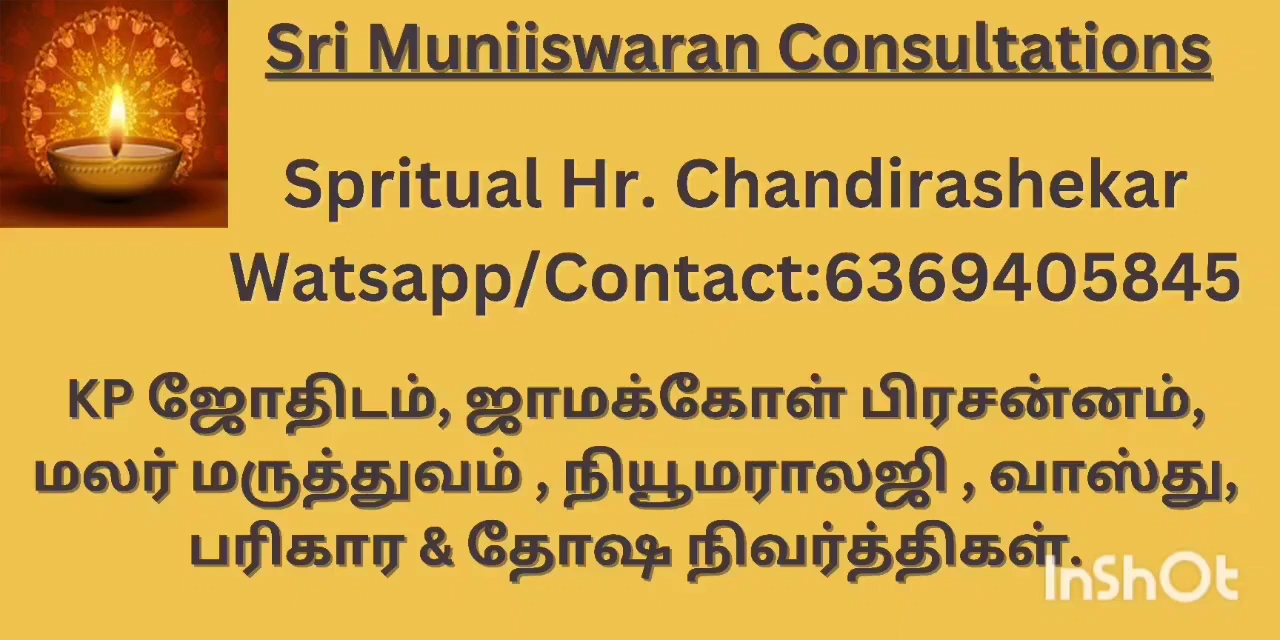 Sri Muniiswaran Consultations
Spritual Hr. Chandirashekar
Watsapp/Contact:6369405845
KP ஜோதிடம், ஜாமக்கோள் பிரசன்னம்,
மலர் மருத்துவம் , நியூமராலஜி , வாஸ்து,
பரிகார & தோஷ நிவர்த்திகள்.
InShOt